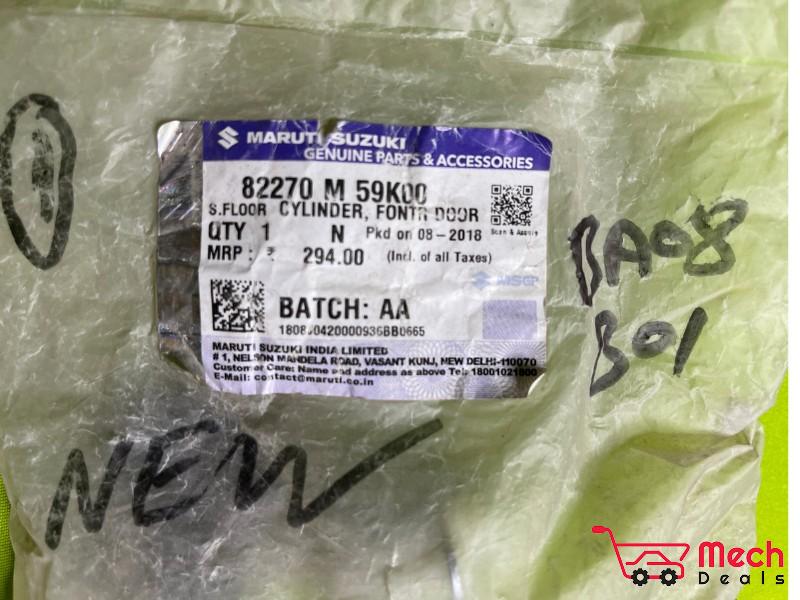 MARUTI SUZUKI
GENUINE PARTS & ACCESSORIES
82270 M 59K00
S.FLOOR CYLINDER, FONTR DOOR
QTY 1 N Pkd on 08-2018
Scan & Assure
MRP : ₹ 294.00 (Incl. of all Taxes)
MSGP
BATCH: AA
MARUTI SUZUKI INDIA LIMITED
# 1, NELSON MANDELA ROAD, VASANT KUNJ, NEW DELHI-110070
Customer Care: Name and address as above Tel: 18001021800
E-Mail: contact@maruti.co.in
BA08
B01
NEW
Mech
Deals